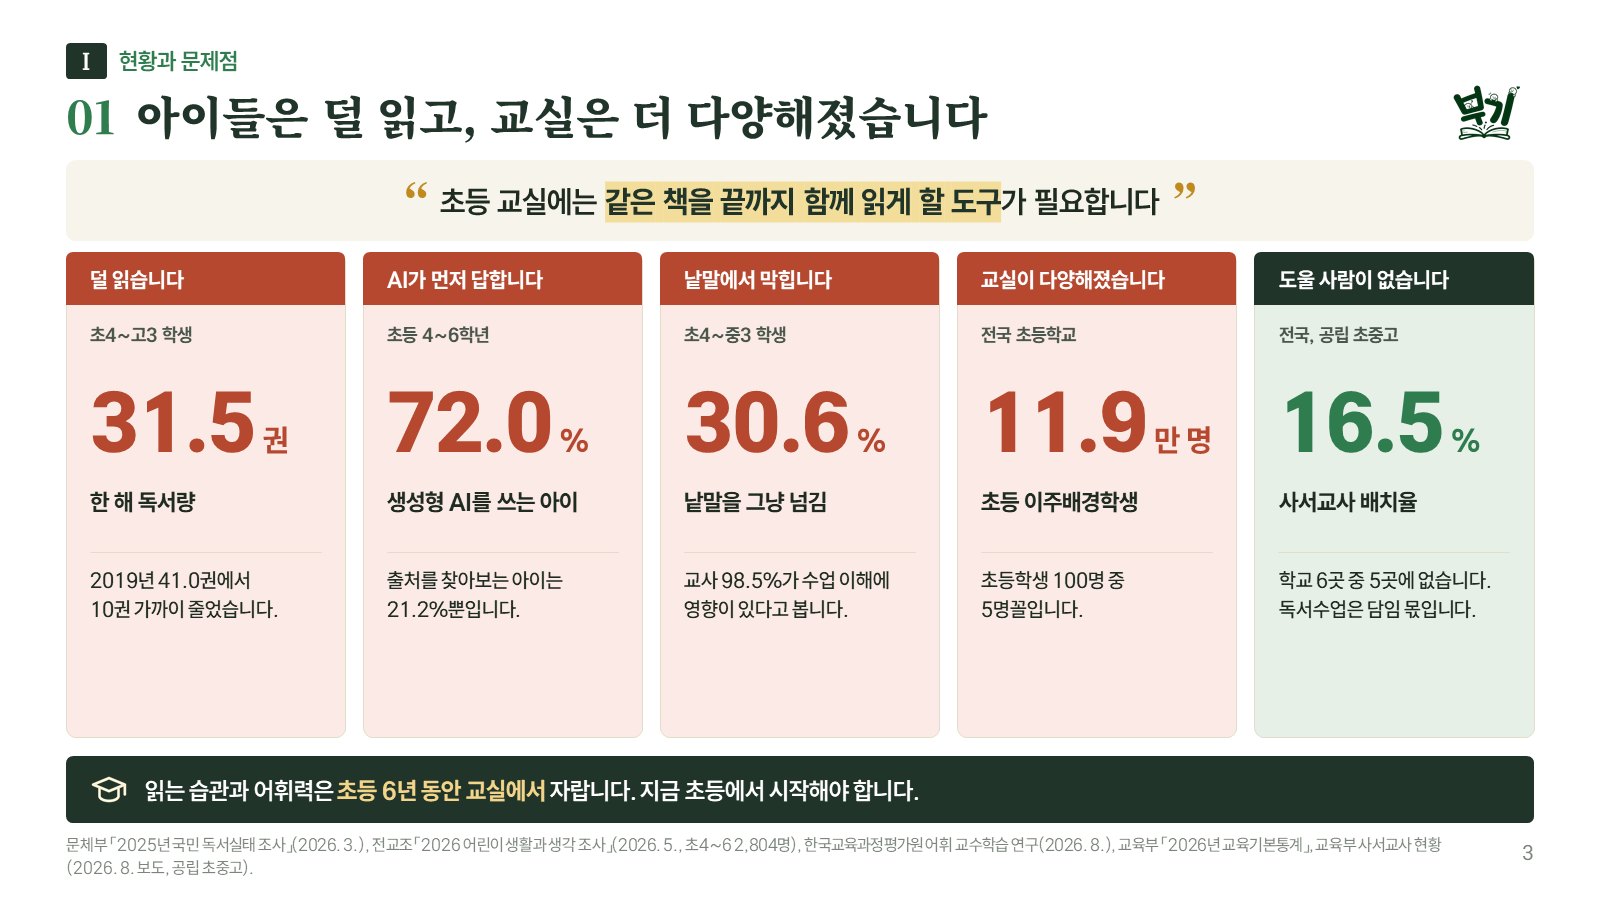 I 현황과 문제점
01 아이들은 덜 읽고, 교실은 더 다양해졌습니다
북기
“ 초등 교실에는 같은 책을 끝까지 함께 읽게 할 도구가 필요합니다 ”
덜 읽습니다
초4~고3 학생
31.5 권
한 해 독서량
2019년 41.0권에서
10권 가까이 줄었습니다.
AI가 먼저 답합니다
초등 4~6학년
72.0 %
생성형 AI를 쓰는 아이
출처를 찾아보는 아이는
21.2%뿐입니다.
낱말에서 막힙니다
초4~중3 학생
30.6 %
낱말을 그냥 넘김
교사 98.5%가 수업 이해에
영향이 있다고 봅니다.
교실이 다양해졌습니다
전국 초등학교
11.9 만 명
초등 이주배경학생
초등학생 100명 중
5명꼴입니다.
도울 사람이 없습니다
전국, 공립 초중고
16.5 %
사서교사 배치율
학교 6곳 중 5곳에 없습니다.
독서수업은 담임 몫입니다.
읽는 습관과 어휘력은 초등 6년 동안 교실에서 자랍니다. 지금 초등에서 시작해야 합니다.
문체부 「2025년 국민 독서실태 조사」(2026. 3.), 전교조 「2026 어린이 생활과 생각 조사」(2026. 5., 초4~6 2,804명), 한국교육과정평가원 어휘 교수학습 연구(2026. 8.), 교육부 「2026년 교육기본통계」, 교육부 사서교사 현황
(2026. 8. 보도, 공립 초중고).
3